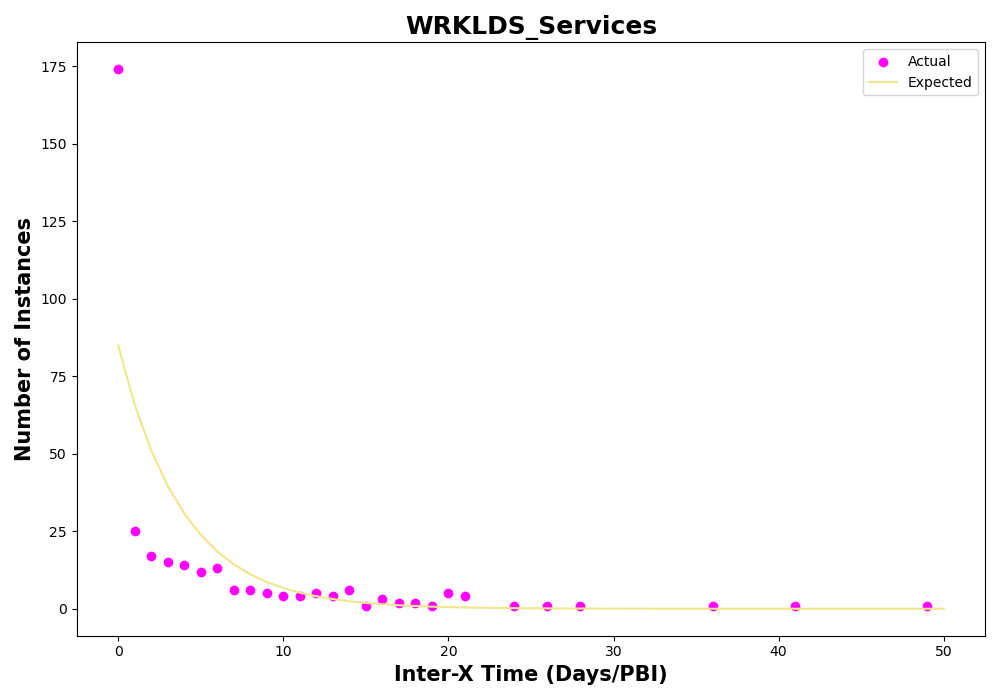 WRKLDS_Services
Actual
Expected
Number of Instances
175
150
125
100
75
50
25
0
0 10 20 30 40 50
Inter-X Time (Days/PBI)